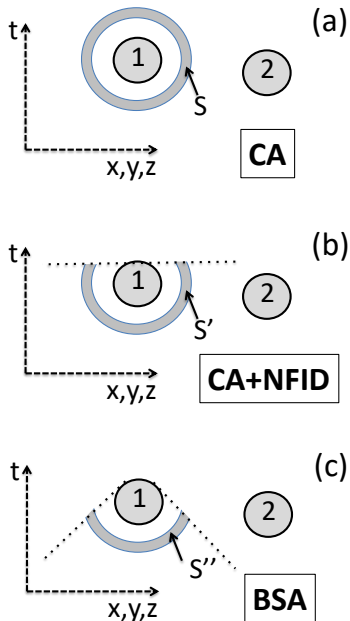 (a)
t
1
2
S
CA
x,y,z
(b)
t
1
2
S'
CA+NFID
x,y,z
(c)
t
1
2
S''
BSA
x,y,z